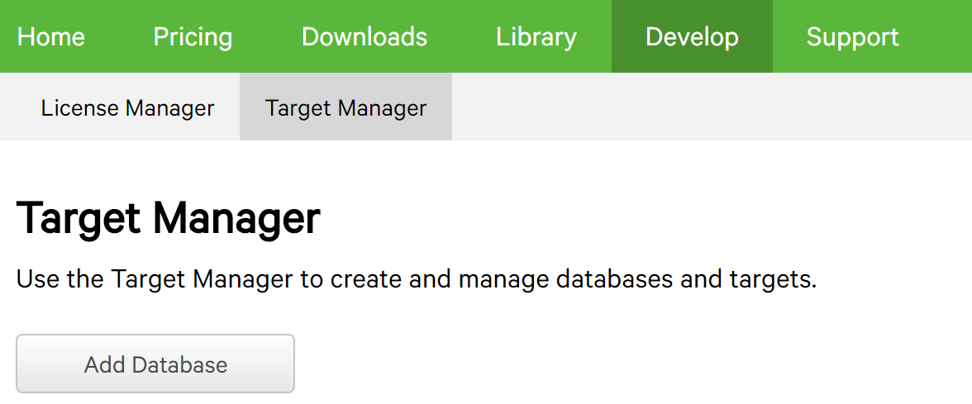 Home Pricing Downloads Library Develop Support
License Manager Target Manager
Target Manager
Use the Target Manager to create and manage databases and targets.
Add Database